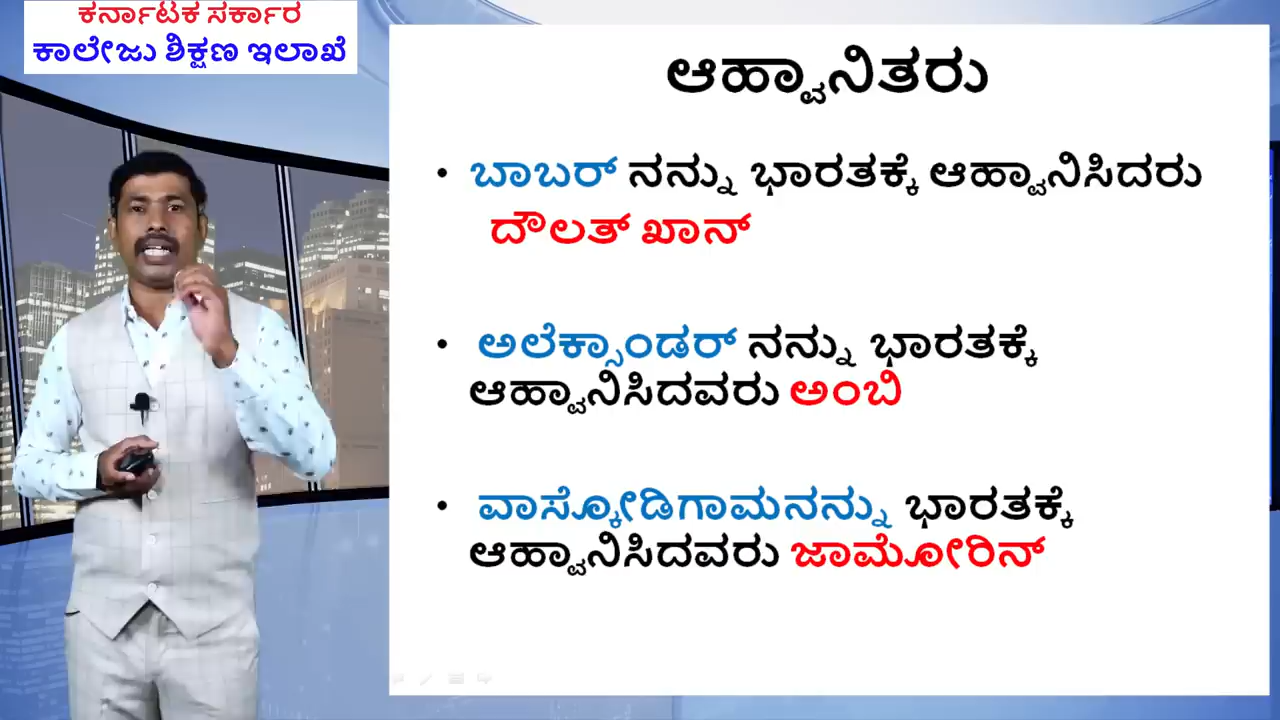 ಕರ್ನಾಟಕ ಸರ್ಕಾರ
ಕಾಲೇಜು ಶಿಕ್ಷಣ ಇಲಾಖೆ
ಆಹ್ವಾನಿತರು
• ಬಾಬರ್ ನನ್ನು ಭಾರತಕ್ಕೆ ಆಹ್ವಾನಿಸಿದರು
ದೌಲತ್ ಖಾನ್
• ಅಲೆಕ್ಸಾಂಡರ್ ನನ್ನು ಭಾರತಕ್ಕೆ
ಆಹ್ವಾನಿಸಿದವರು ಅಂಬಿ
• ವಾಸ್ಕೋಡಿಗಾಮನನ್ನು ಭಾರತಕ್ಕೆ
ಆಹ್ವಾನಿಸಿದವರು ಜಾಮೋರಿನ್